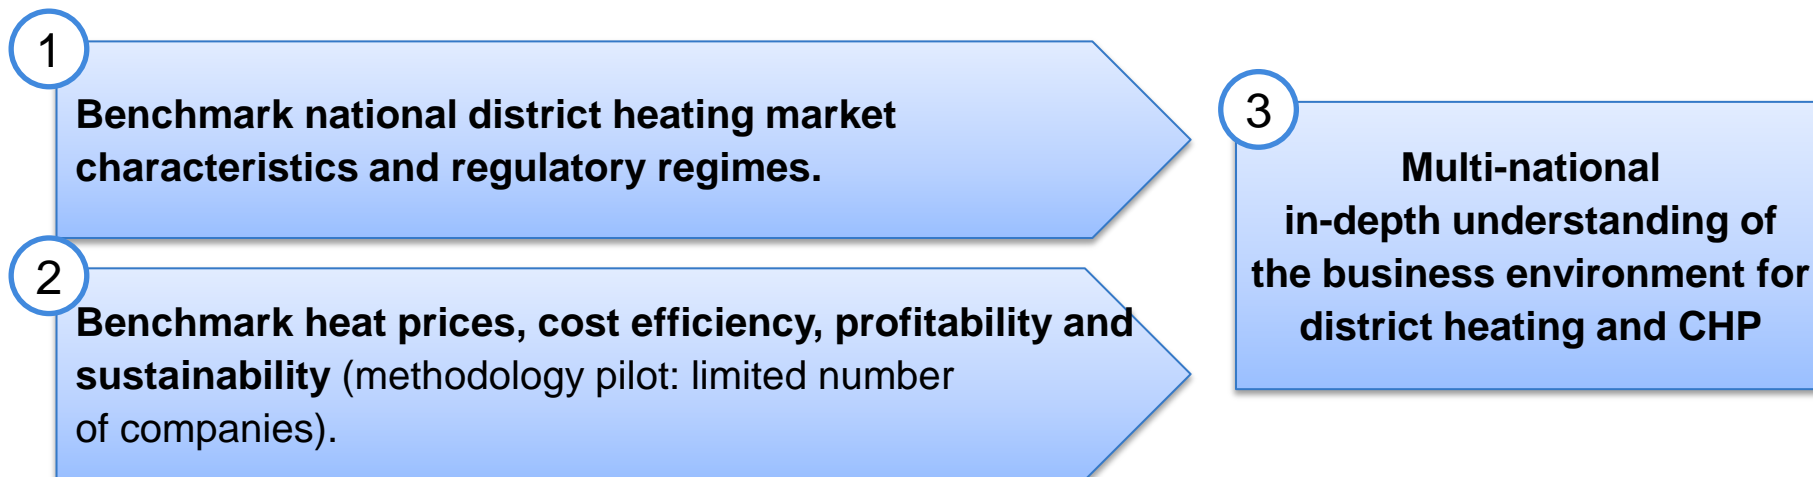 1
Benchmark national district heating market
characteristics and regulatory regimes.
2
Benchmark heat prices, cost efficiency, profitability and
sustainability (methodology pilot: limited number
of companies).
3
Multi-national
in-depth understanding of
the business environment for
district heating and CHP